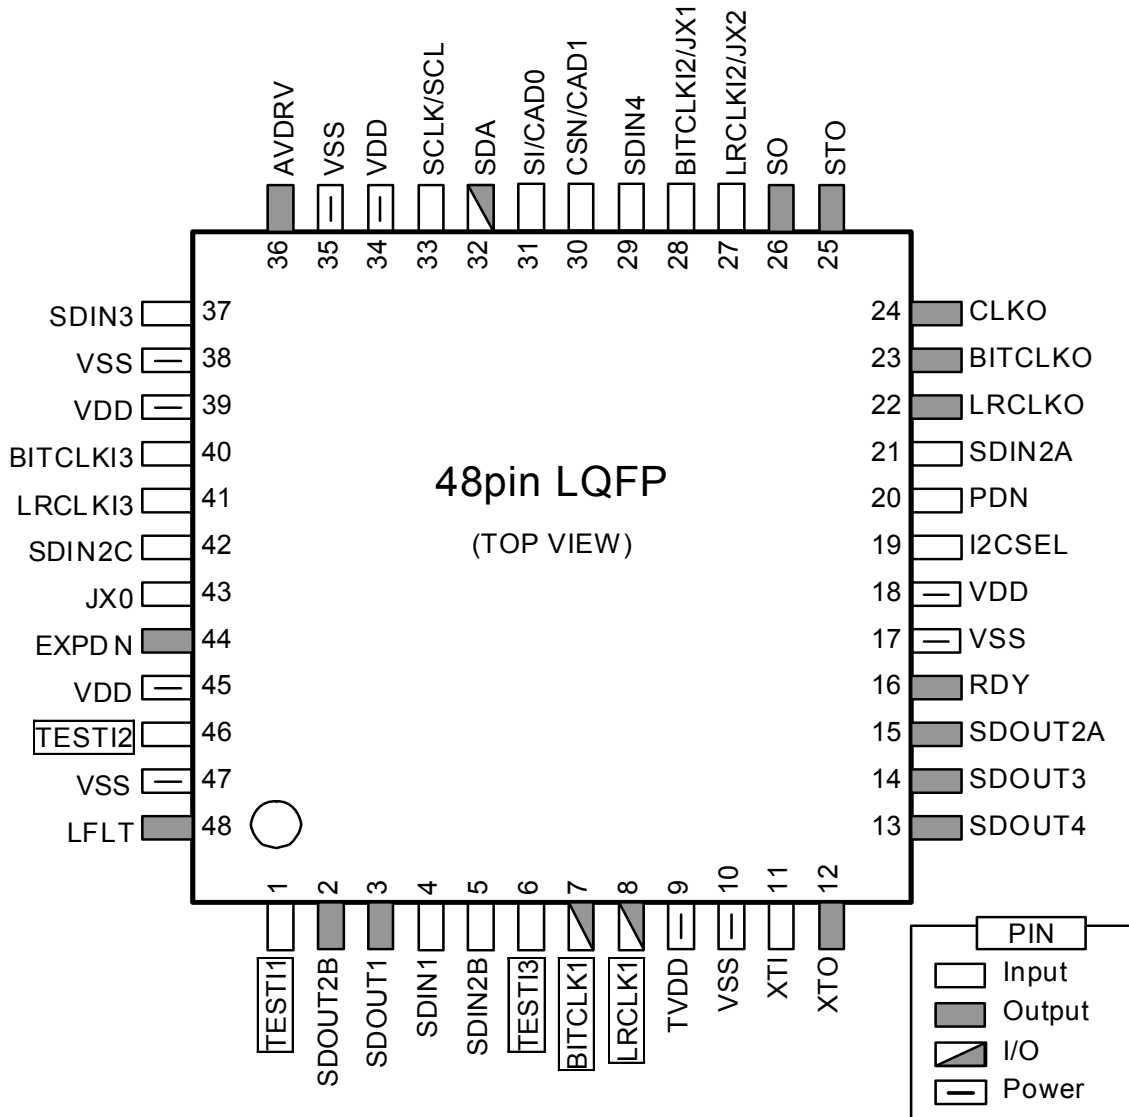 AVDRV
VSS
VDD
SCLK/SCL
SDA
SI/CAD0
CSN/CAD1
SDIN4
BITCLKI2/JX1
LRCLKI2/JX2
SO
STO
36
35
34
33
32
31
30
29
28
27
26
25
SDIN3 37
VSS 38
VDD 39
BITCLKI3 40
LRCLKI3 41
SDIN2C 42
JX0 43
EXPDN 44
VDD 45
TESTI2 46
VSS 47
LFLT 48
48pin LQFP
(TOP VIEW)
24 CLKO
23 BITCLKO
22 LRCLKO
21 SDIN2A
20 PDN
19 I2CSEL
18 VDD
17 VSS
16 RDY
15 SDOUT2A
14 SDOUT3
13 SDOUT4
1
2
3
4
5
6
7
8
9
10
11
12
TESTI1
SDOUT2B
SDOUT1
SDIN1
SDIN2B
TESTI3
BITCLK1
LRCLK1
TVDD
VSS
XTI
XTO
PIN
Input
Output
I/O
Power